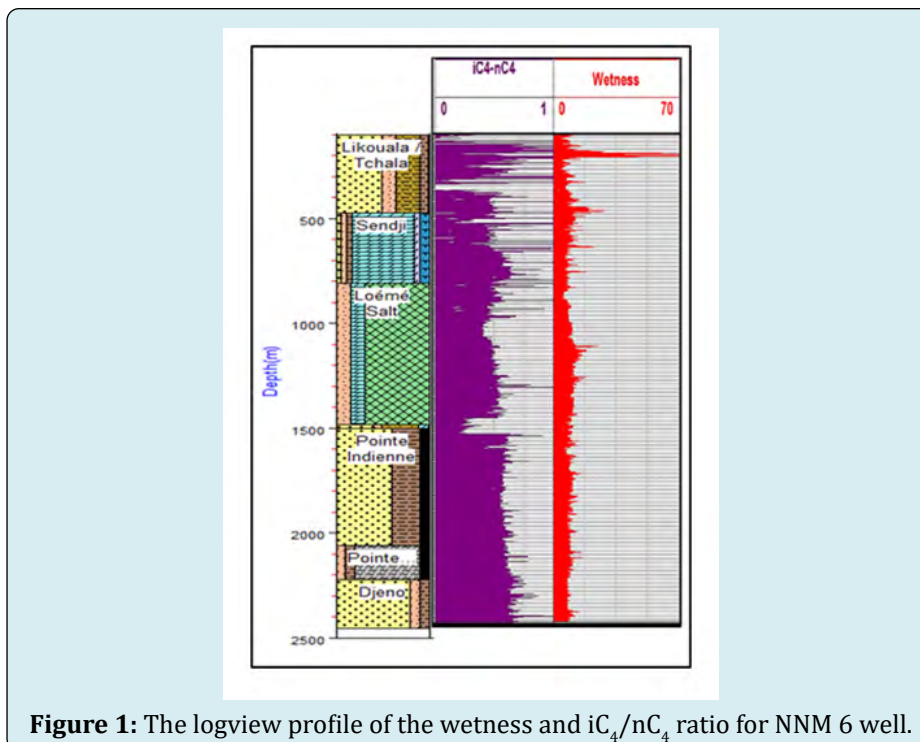 iC4-nC4
Wetness
0 1 0 70
Likouala /
Tchala
500
Sendji
Loémé
Salt
1000
Depth(m)
1500
Pointe
Indienne
2000
Pointe...
Djeno
2500
Figure 1: The logview profile of the wetness and iC₄/nC₄ ratio for NNM 6 well.